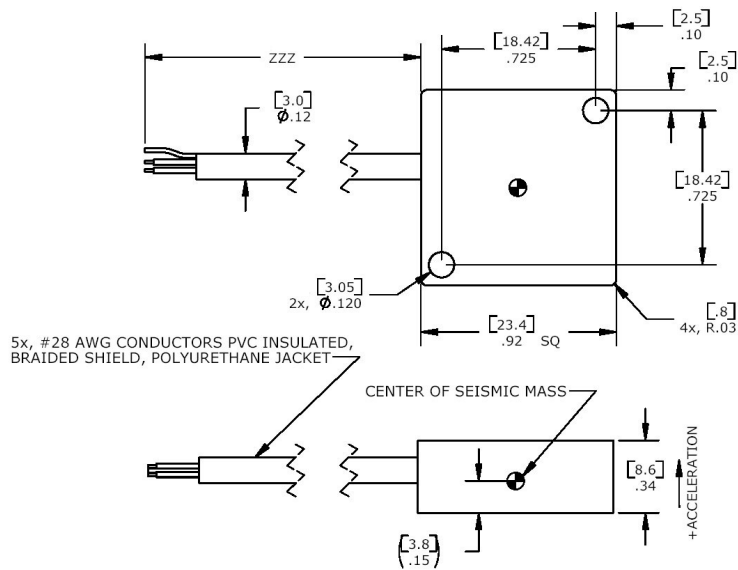 [2.5]
.10
[18.42]
.725
[2.5]
.10
ZZZ
[3.0]
Ø.12
[18.42]
.725
[3.05]
2x, Ø.120
[.8]
4x, R.03
[23.4]
.92 SQ
5x, #28 AWG CONDUCTORS PVC INSULATED,
BRAIDED SHIELD, POLYURETHANE JACKET
CENTER OF SEISMIC MASS
[8.6]
.34
+ACCELERATION
([3.8]
.15)